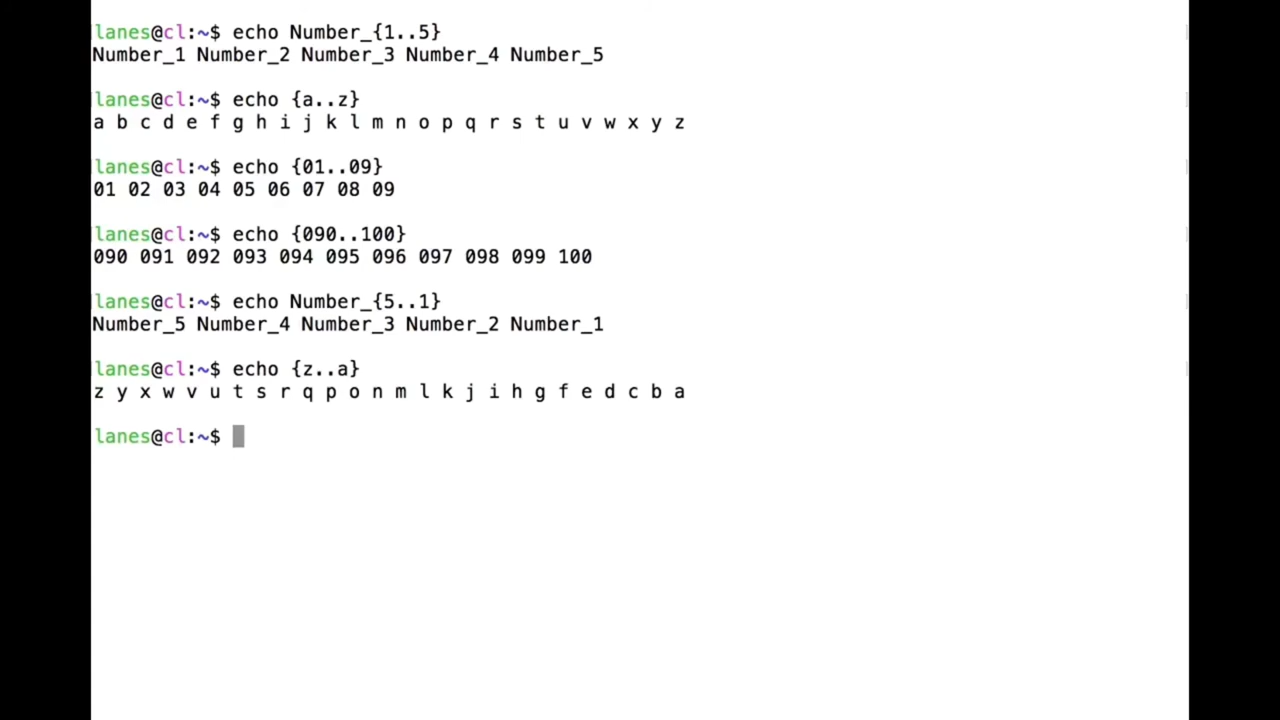 lanes@cl:~$ echo Number_{1..5}
Number_1 Number_2 Number_3 Number_4 Number_5
lanes@cl:~$ echo {a..z}
a b c d e f g h i j k l m n o p q r s t u v w x y z
lanes@cl:~$ echo {01..09}
01 02 03 04 05 06 07 08 09
lanes@cl:~$ echo {090..100}
090 091 092 093 094 095 096 097 098 099 100
lanes@cl:~$ echo Number_{5..1}
Number_5 Number_4 Number_3 Number_2 Number_1
lanes@cl:~$ echo {z..a}
z y x w v u t s r q p o n m l k j i h g f e d c b a
lanes@cl:~$